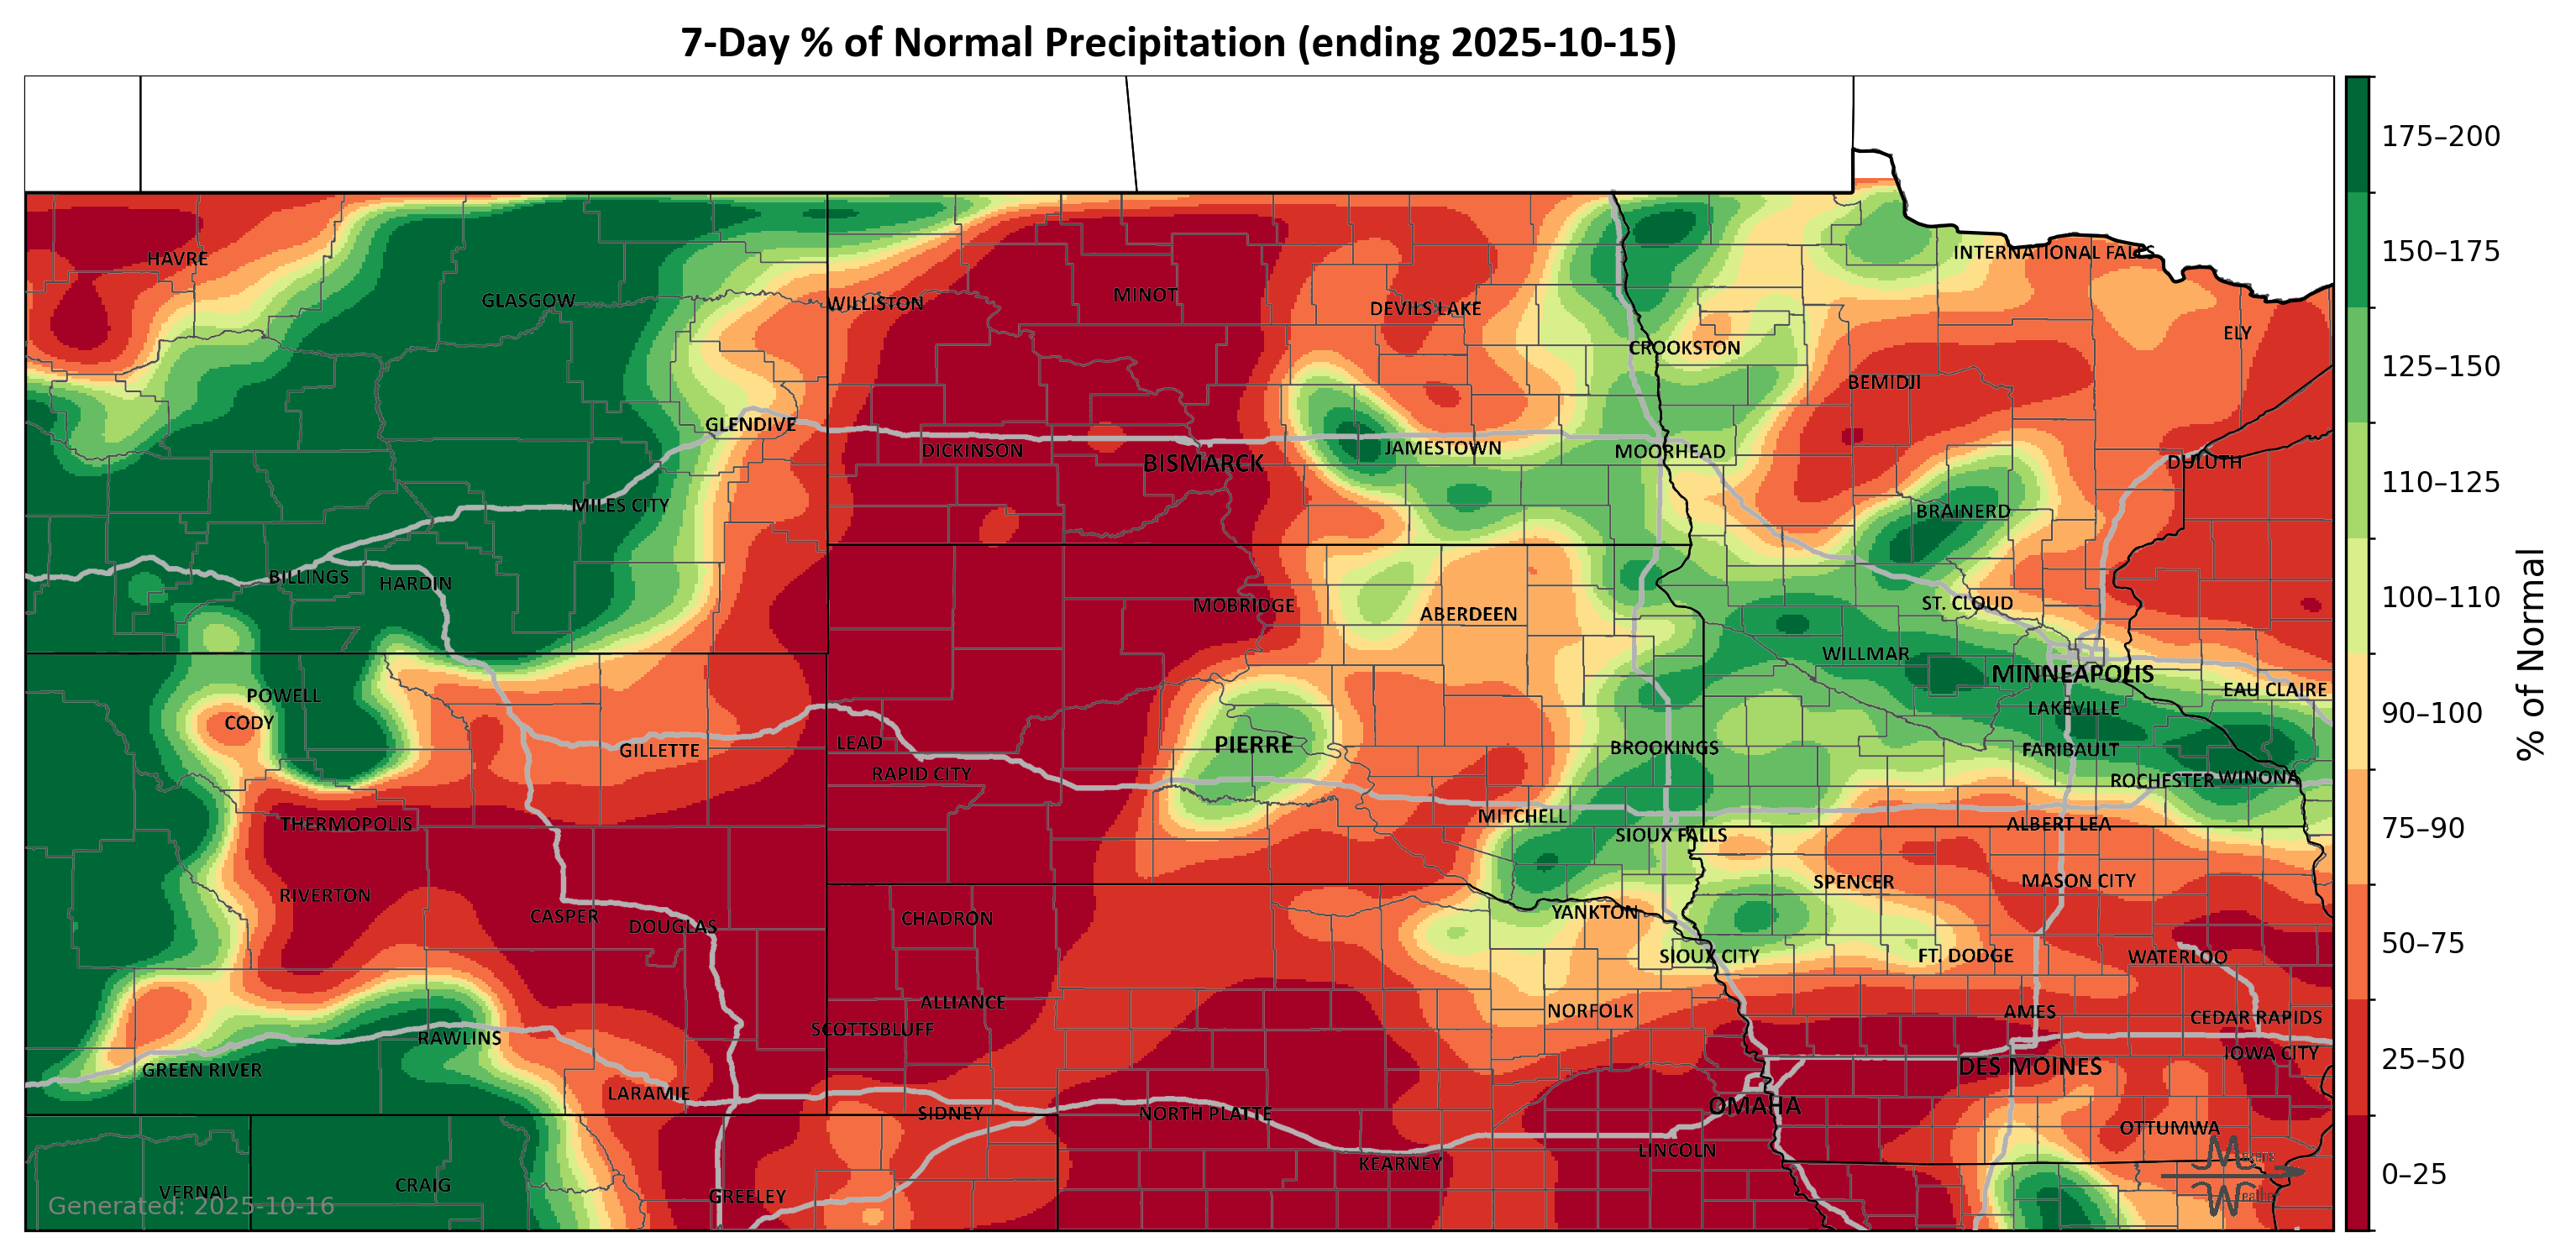 7-Day % of Normal Precipitation (ending 2025-10-15)
175–200
150–175
125–150
110–125
100–110
90–100
75–90
50–75
25–50
0–25
% of Normal
HAVRE
GLASGOW
WILLISTON
MINOT
DEVILS LAKE
CROOKSTON
INTERNATIONAL FALLS
ELY
BEMIDJI
GLENDIVE
DICKINSON
BISMARCK
JAMESTOWN
MOORHEAD
DULUTH
MILES CITY
BRAINERD
BILLINGS
HARDIN
MOBRIDGE
ABERDEEN
ST. CLOUD
WILLMAR
MINNEAPOLIS
EAU CLAIRE
POWELL
CODY
LAKEVILLE
GILLETTE
LEAD
PIERRE
BROOKINGS
FARIBAULT
RAPID CITY
ROCHESTER
WINONA
THERMOPOLIS
MITCHELL
SIOUX FALLS
ALBERT LEA
RIVERTON
SPENCER
MASON CITY
CASPER
DOUGLAS
CHADRON
YANKTON
SIOUX CITY
FT. DODGE
WATERLOO
ALLIANCE
NORFOLK
AMES
CEDAR RAPIDS
SCOTTSBLUFF
RAWLINS
IOWA CITY
GREEN RIVER
DES MOINES
LARAMIE
OMAHA
SIDNEY
NORTH PLATTE
OTTUMWA
LINCOLN
KEARNEY
VERNAL
CRAIG
GREELEY
Generated: 2025-10-16